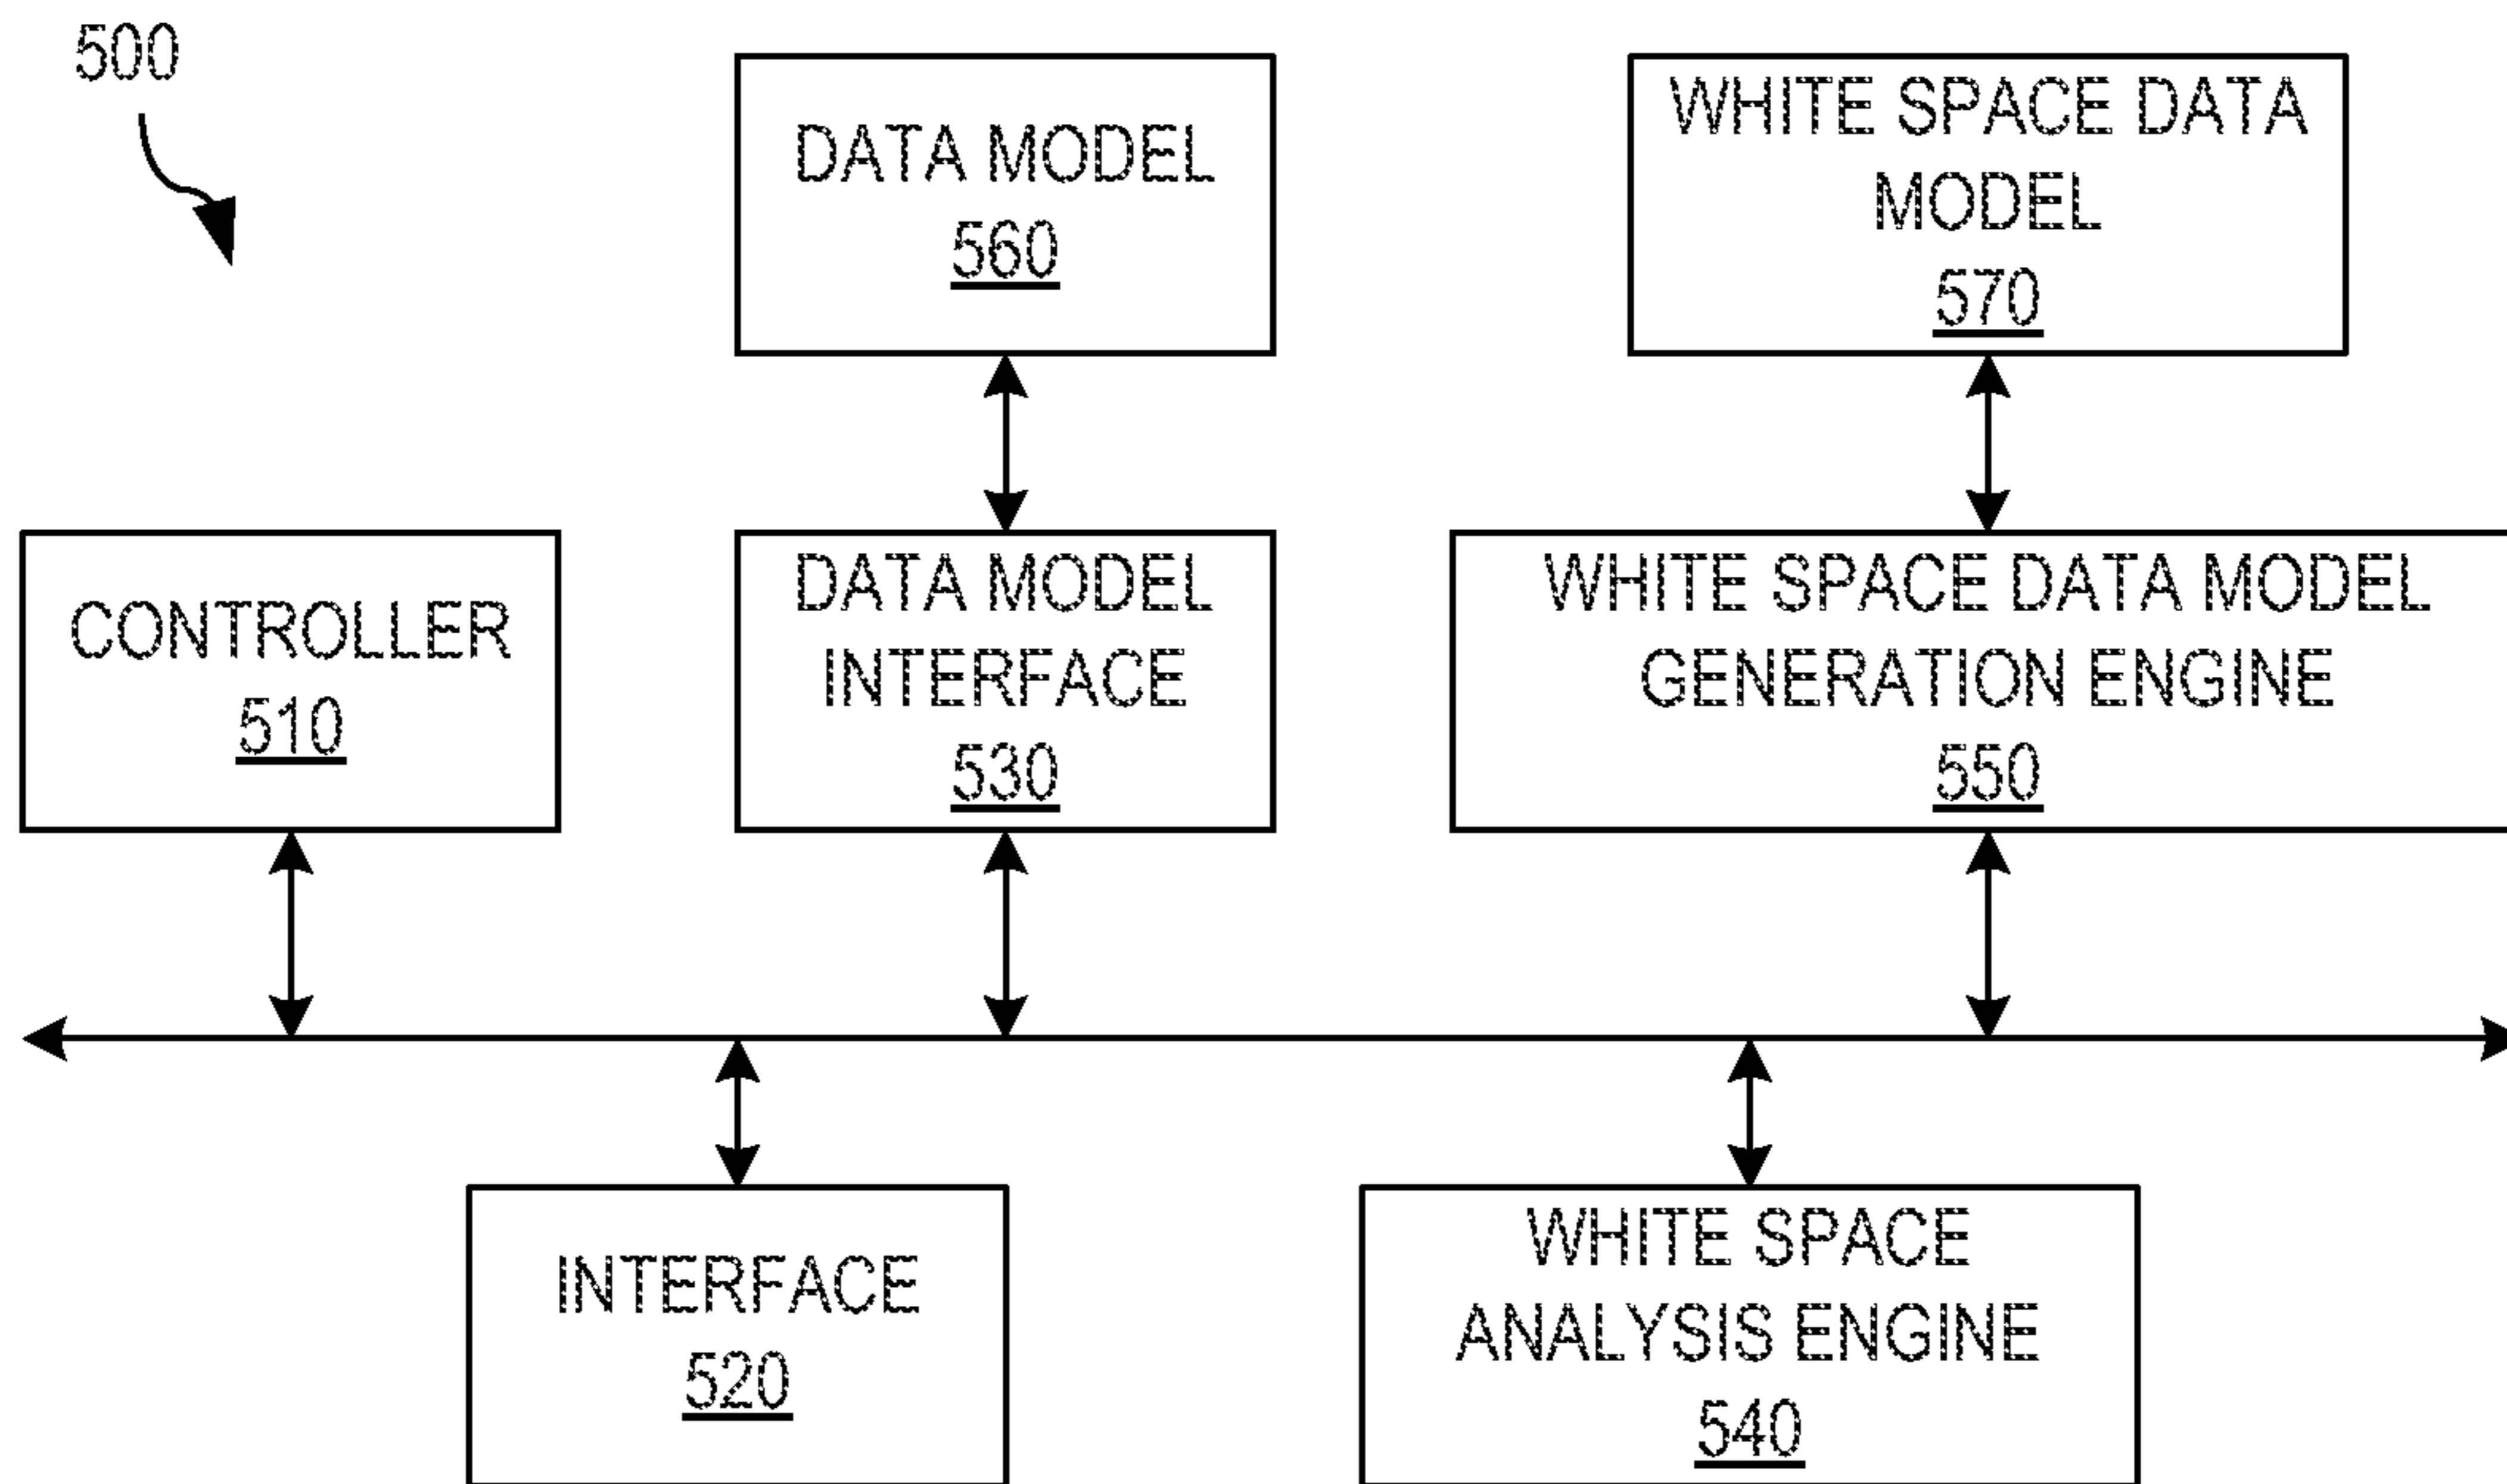 500
DATA MODEL
560
WHITE SPACE DATA
MODEL
570
CONTROLLER
510
DATA MODEL
INTERFACE
530
WHITE SPACE DATA MODEL
GENERATION ENGINE
550
INTERFACE
520
WHITE SPACE
ANALYSIS ENGINE
540